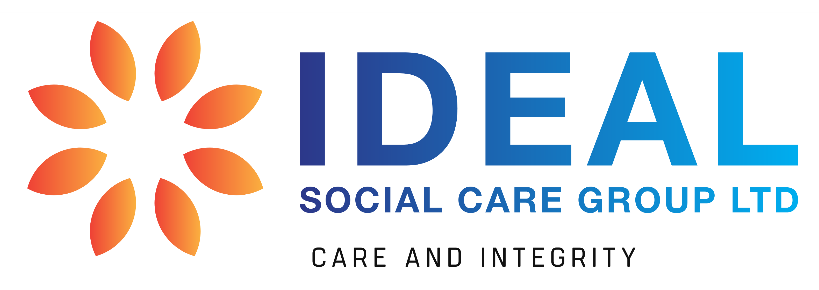 IDEAL
SOCIAL CARE GROUP LTD
CARE AND INTEGRITY